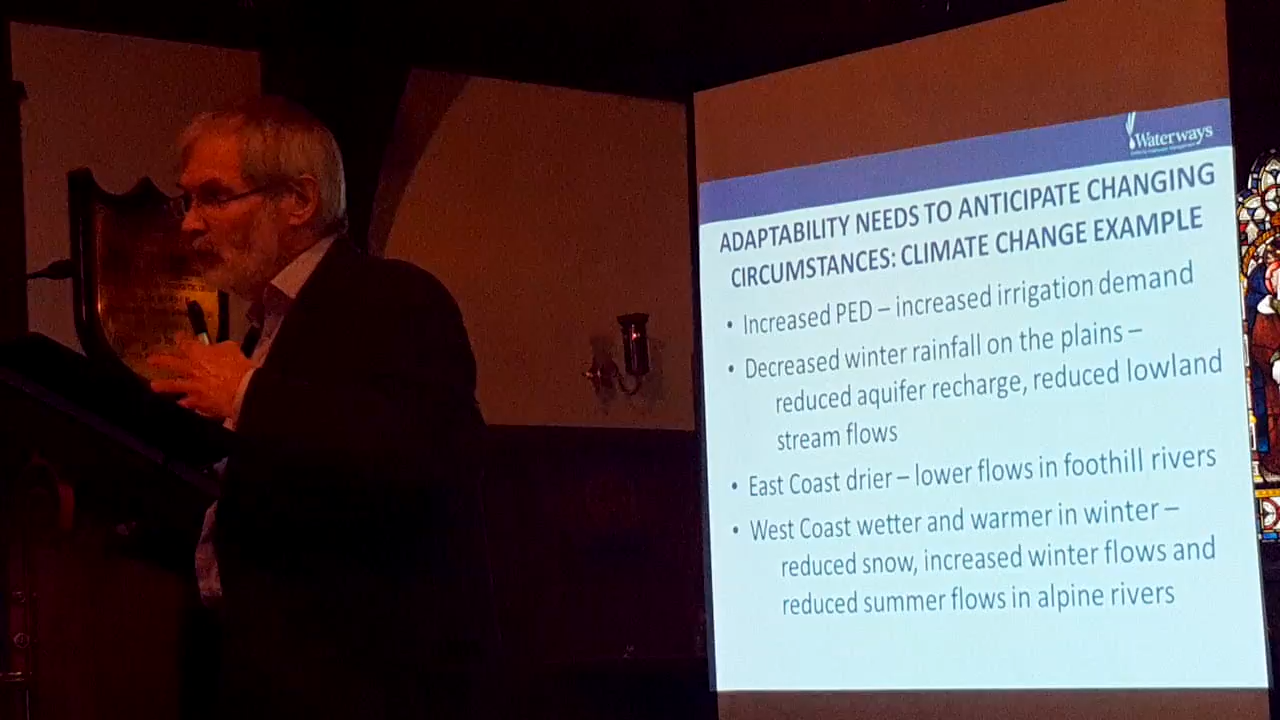 Waterways
ADAPTABILITY NEEDS TO ANTICIPATE CHANGING
CIRCUMSTANCES: CLIMATE CHANGE EXAMPLE
• Increased PED – increased irrigation demand
• Decreased winter rainfall on the plains –
reduced aquifer recharge, reduced lowland
stream flows
• East Coast drier – lower flows in foothill rivers
• West Coast wetter and warmer in winter –
reduced snow, increased winter flows and
reduced summer flows in alpine rivers